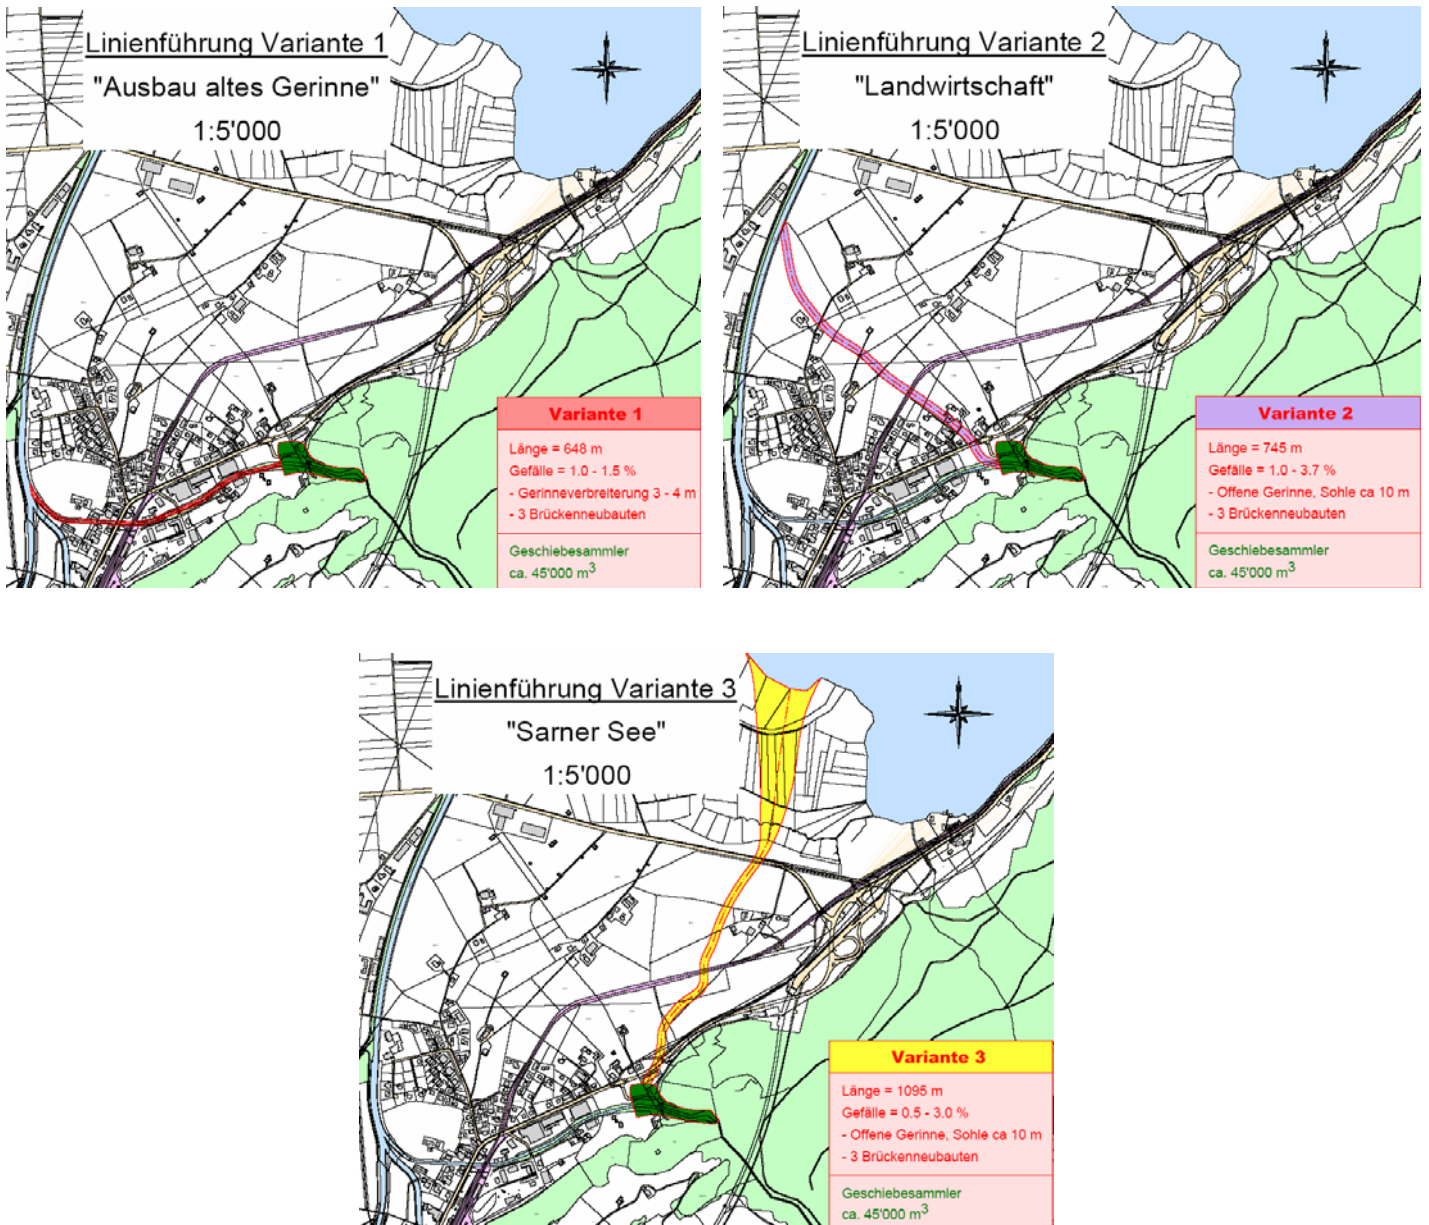 Linienführung Variante 1
"Ausbau altes Gerinne"
1:5'000
Variante 1
Länge = 648 m
Gefälle = 1.0 - 1.5 %
- Gerinneverbreiterung 3 - 4 m
- 3 Brückenneubauten
Geschiebesammler
ca. 45'000 m³
Linienführung Variante 2
"Landwirtschaft"
1:5'000
Variante 2
Länge = 745 m
Gefälle = 1.0 - 3.7 %
- Offene Gerinne, Sohle ca 10 m
- 3 Brückenneubauten
Geschiebesammler
ca. 45'000 m³
Linienführung Variante 3
"Sarner See"
1:5'000
Variante 3
Länge = 1095 m
Gefälle = 0.5 - 3.0 %
- Offene Gerinne, Sohle ca 10 m
- 3 Brückenneubauten
Geschiebesammler
ca. 45'000 m³